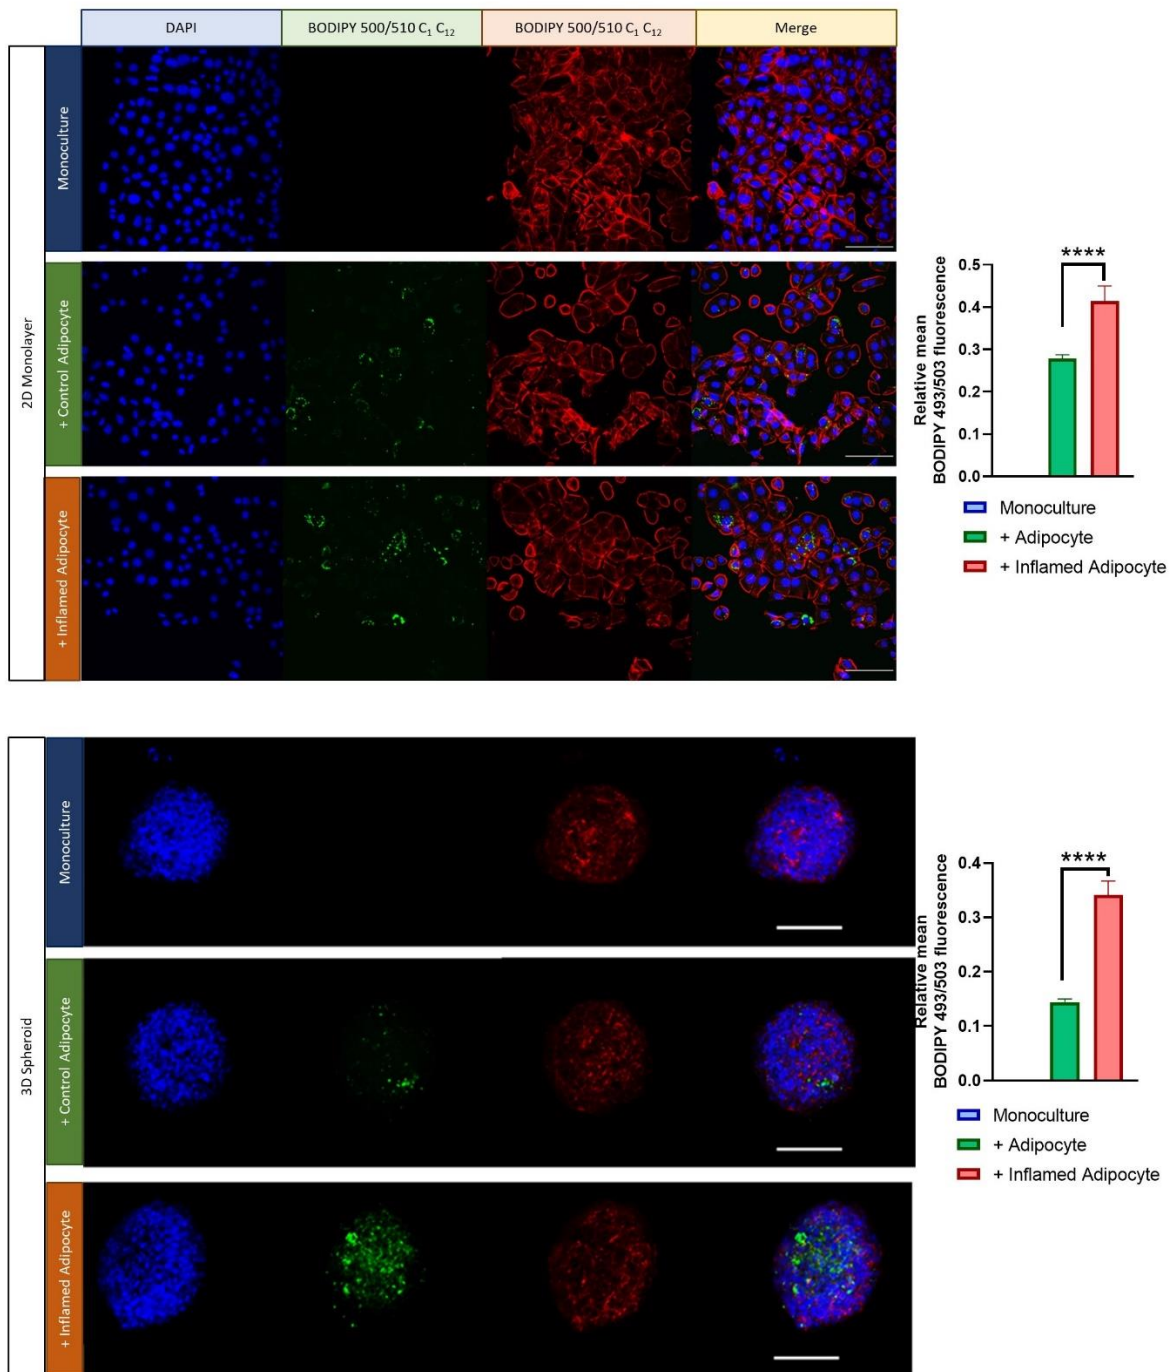 DAPI
BODIPY 500/510 C₁ C₁₂
BODIPY 500/510 C₁ C₁₂
Merge
2D Monolayer
Monoculture
+ Control Adipocyte
+ Inflamed Adipocyte
****
Relative mean
BODIPY 493/503 fluorescence
0.5
0.4
0.3
0.2
0.1
0.0
Monoculture
+ Adipocyte
+ Inflamed Adipocyte
3D Spheroid
Monoculture
+ Control Adipocyte
+ Inflamed Adipocyte
****
Relative mean
BODIPY 493/503 fluorescence
0.4
0.3
0.2
0.1
0.0
Monoculture
+ Adipocyte
+ Inflamed Adipocyte